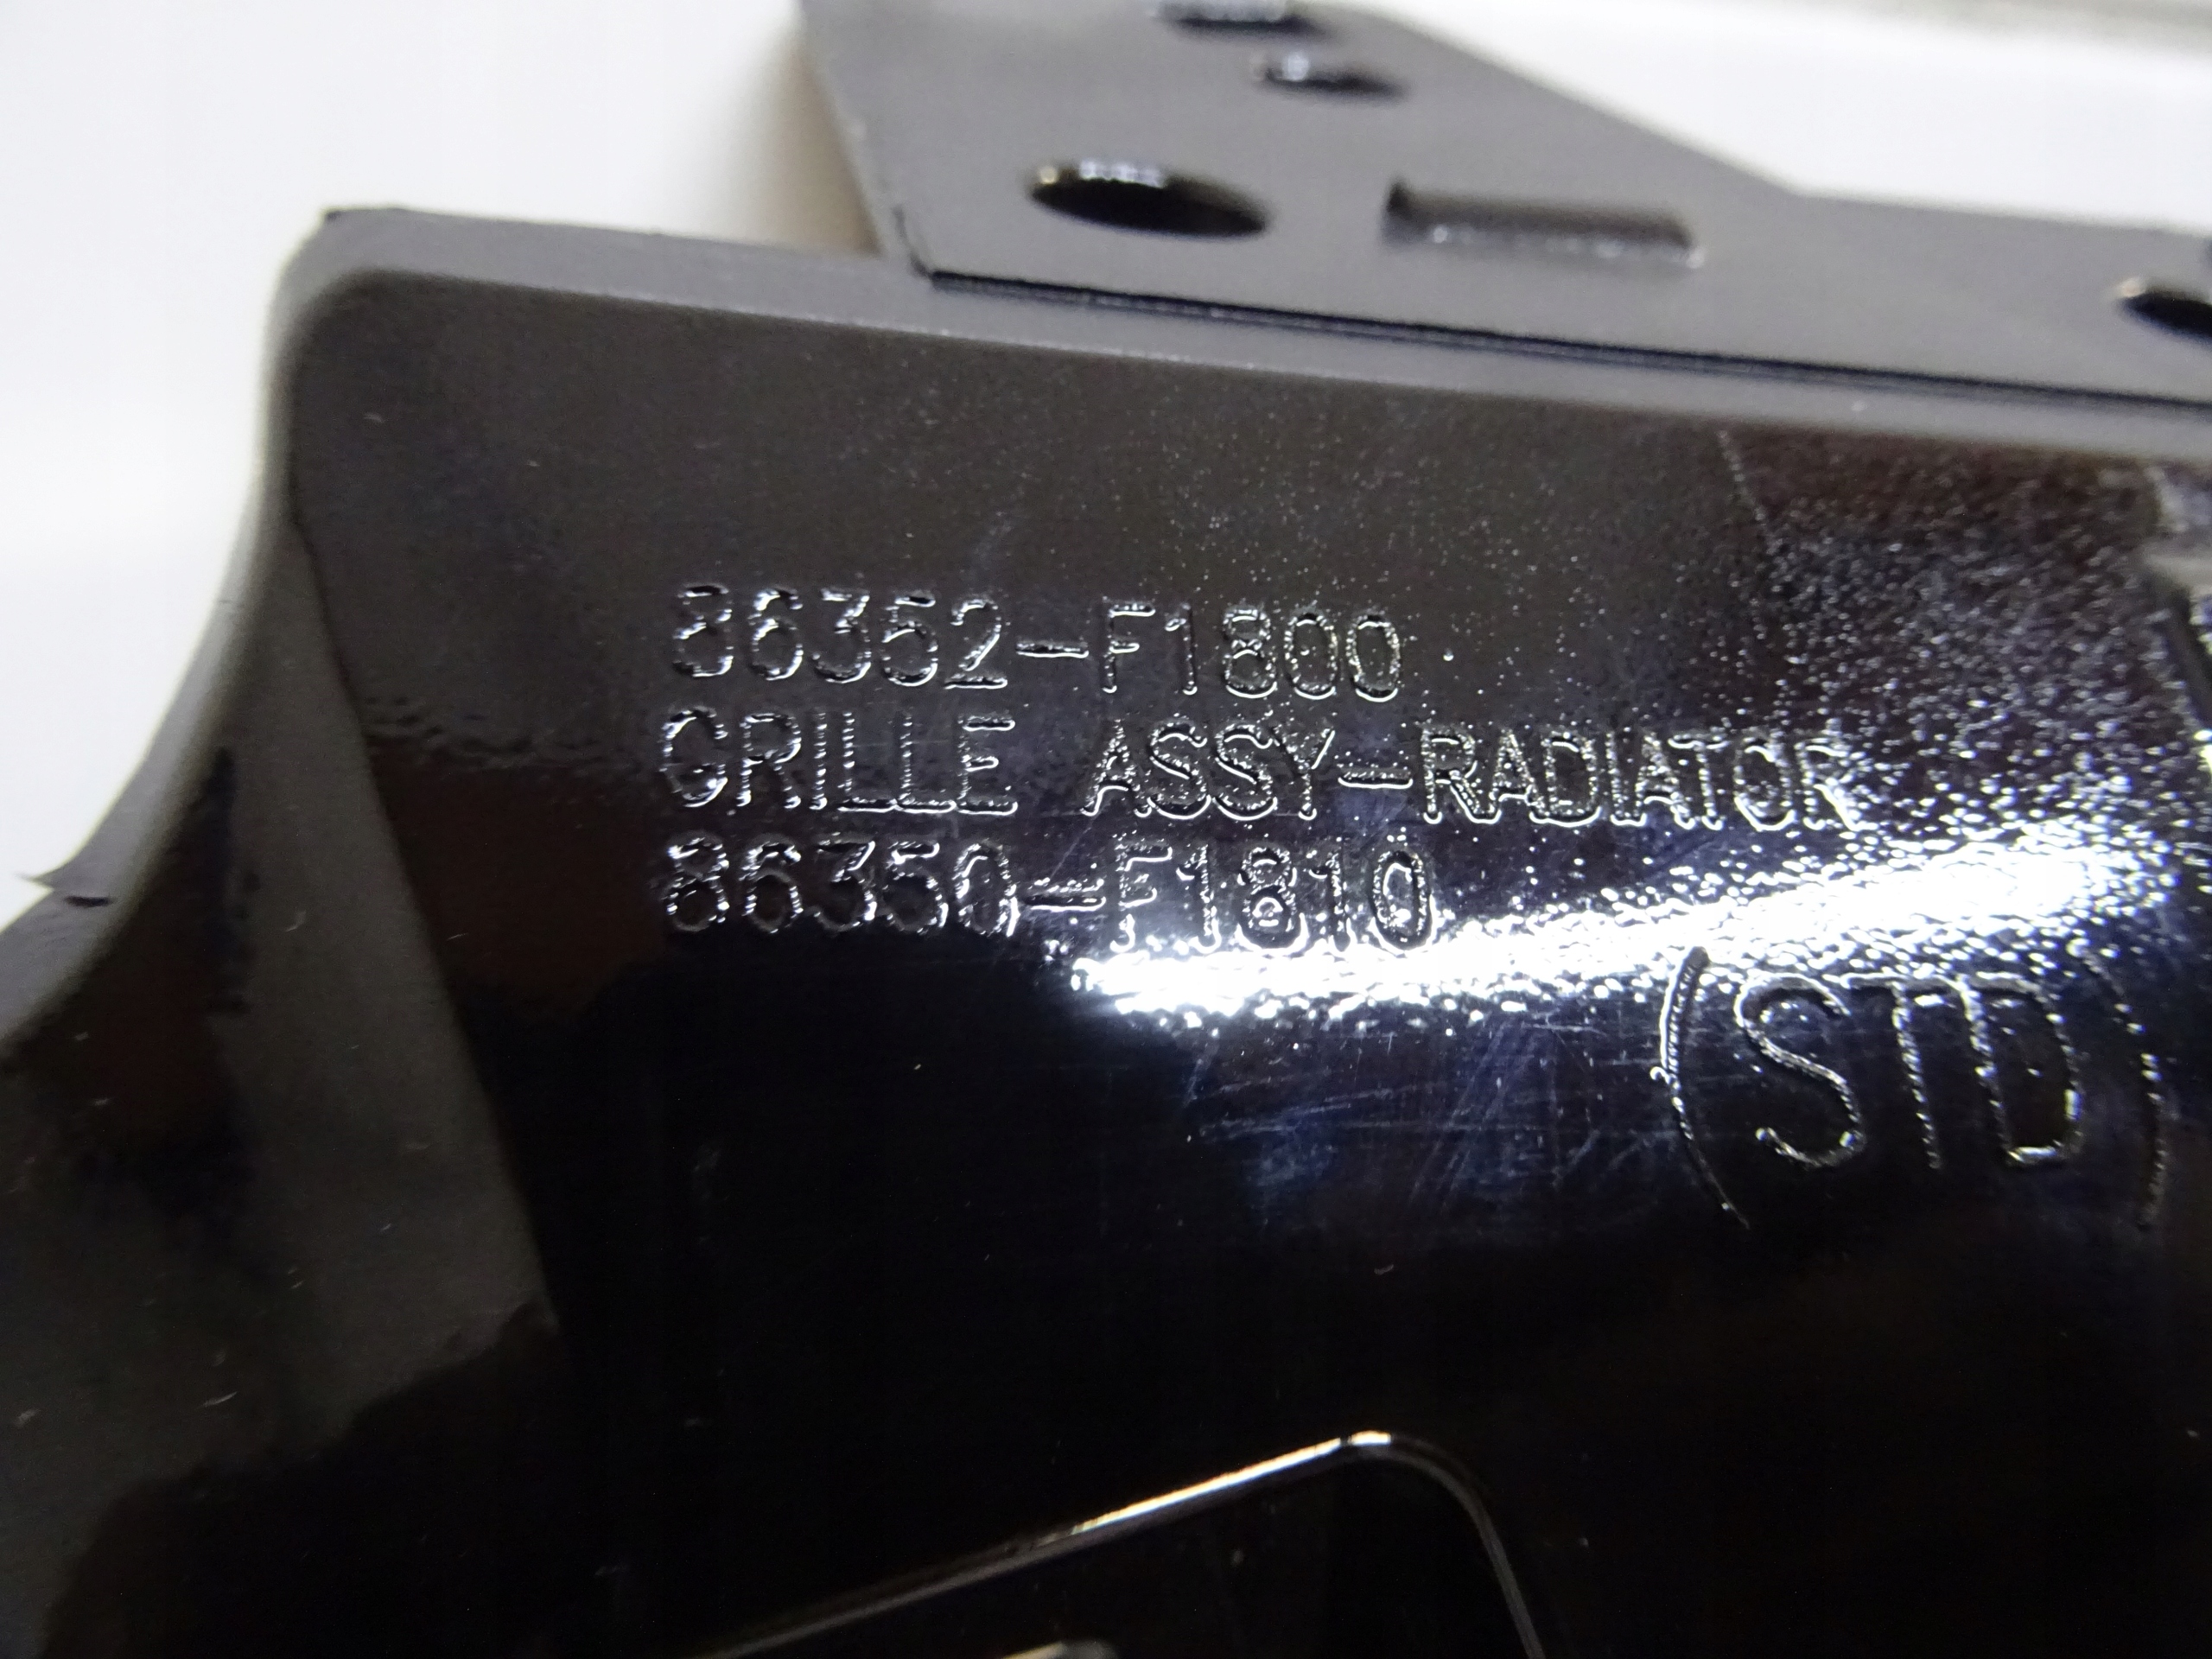 86352-F1800
GRILLE ASSY-RADIATOR
86350-F1810
(STD)